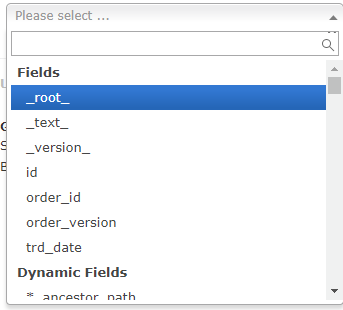 Please select ...
Fields
_root_
_text_
_version_
id
order_id
order_version
trd_date
Dynamic Fields
*_ancestor_path